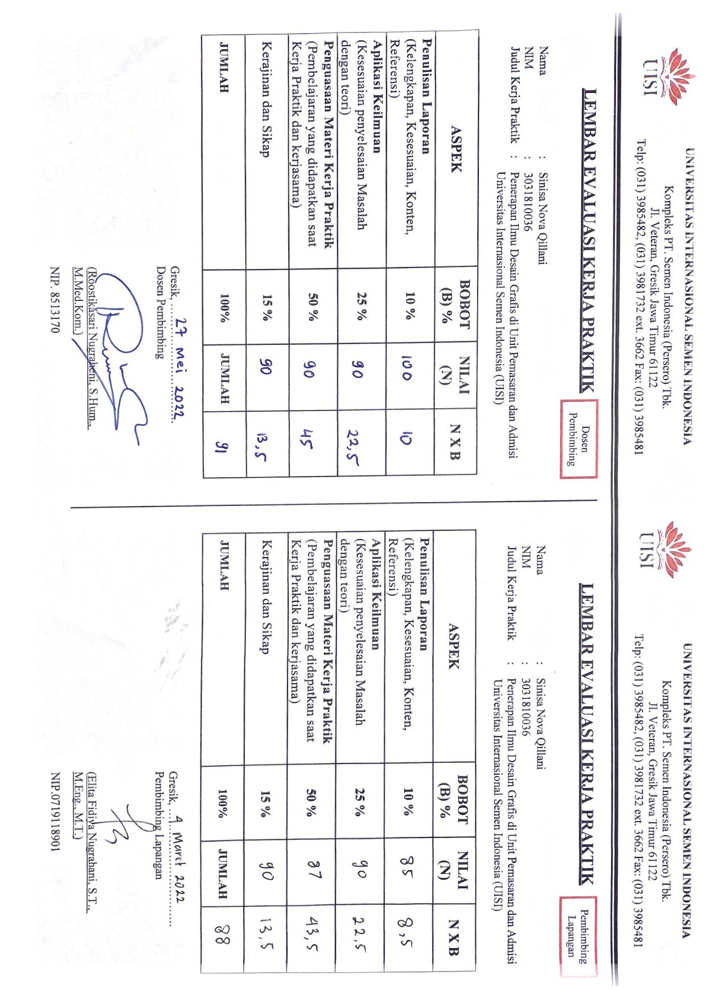 UISI
UNIVERSITAS INTERNASIONAL SEMEN INDONESIA
Kompleks PT. Semen Indonesia (Persero) Tbk.
Jl. Veteran, Gresik Jawa Timur 61122
Telp: (031) 3985482, (031) 3981732 ext. 3662 Fax: (031) 3985481
LEMBAR EVALUASI KERJA PRAKTIK
Dosen
Pembimbing
Nama : Sinisa Nova Qillani
NIM : 3031810036
Judul Kerja Praktik : Penerapan Ilmu Desain Grafis di Unit Pemasaran dan Admisi
Universitas Internasional Semen Indonesia (UISI)
ASPEK BOBOT (B) % NILAI (N) N X B
Penulisan Laporan
(Kelengkapan, Kesesuaian, Konten, 10 % 100 10
Referensi)
Aplikasi Keilmuan
(Kesesuaian penyelesaian Masalah 25 % 90 22,5
dengan teori)
Penguasaan Materi Kerja Praktik
(Pembelajaran yang didapatkan saat 50 % 90 45
Kerja Praktik dan kerjasama)
Kerajinan dan Sikap 15 % 90 13,5
JUMLAH 100% JUMLAH 91
Gresik, 27 Mei 2022
Dosen Pembimbing
(Roostikasari Nugraheni, S.Hum.,
M.Med.Kom.)
NIP. 8513170
UISI
UNIVERSITAS INTERNASIONAL SEMEN INDONESIA
Kompleks PT. Semen Indonesia (Persero) Tbk.
Jl. Veteran, Gresik Jawa Timur 61122
Telp: (031) 3985482, (031) 3981732 ext. 3662 Fax: (031) 3985481
LEMBAR EVALUASI KERJA PRAKTIK
Pembimbing
Lapangan
Nama : Sinisa Nova Qillani
NIM : 3031810036
Judul Kerja Praktik : Penerapan Ilmu Desain Grafis di Unit Pemasaran dan Admisi
Universitas Internasional Semen Indonesia (UISI)
ASPEK BOBOT (B) % NILAI (N) N X B
Penulisan Laporan
(Kelengkapan, Kesesuaian, Konten, 10 % 85 8,5
Referensi)
Aplikasi Keilmuan
(Kesesuaian penyelesaian Masalah 25 % 90 22,5
dengan teori)
Penguasaan Materi Kerja Praktik
(Pembelajaran yang didapatkan saat 50 % 87 43,5
Kerja Praktik dan kerjasama)
Kerajinan dan Sikap 15 % 90 13,5
JUMLAH 100% JUMLAH 88
Gresik, 4 Maret 2022
Pembimbing Lapangan
(Elita Fidiya Nugrahani, S.T.,
M.Eng., M.T.)
NIP.0719118901